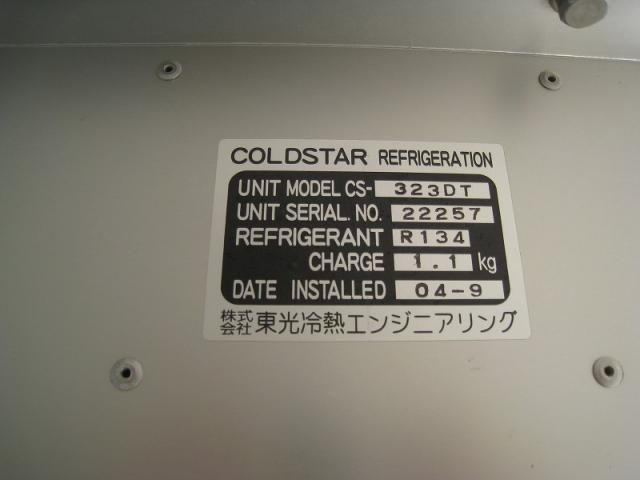 COLDSTAR REFRIGERATION
UNIT MODEL CS- 323DT
UNIT SERIAL. NO. 22257
REFRIGERANT R134
CHARGE 1.1 kg
DATE INSTALLED 04-9
株式会社 東光冷熱エンジニアリング